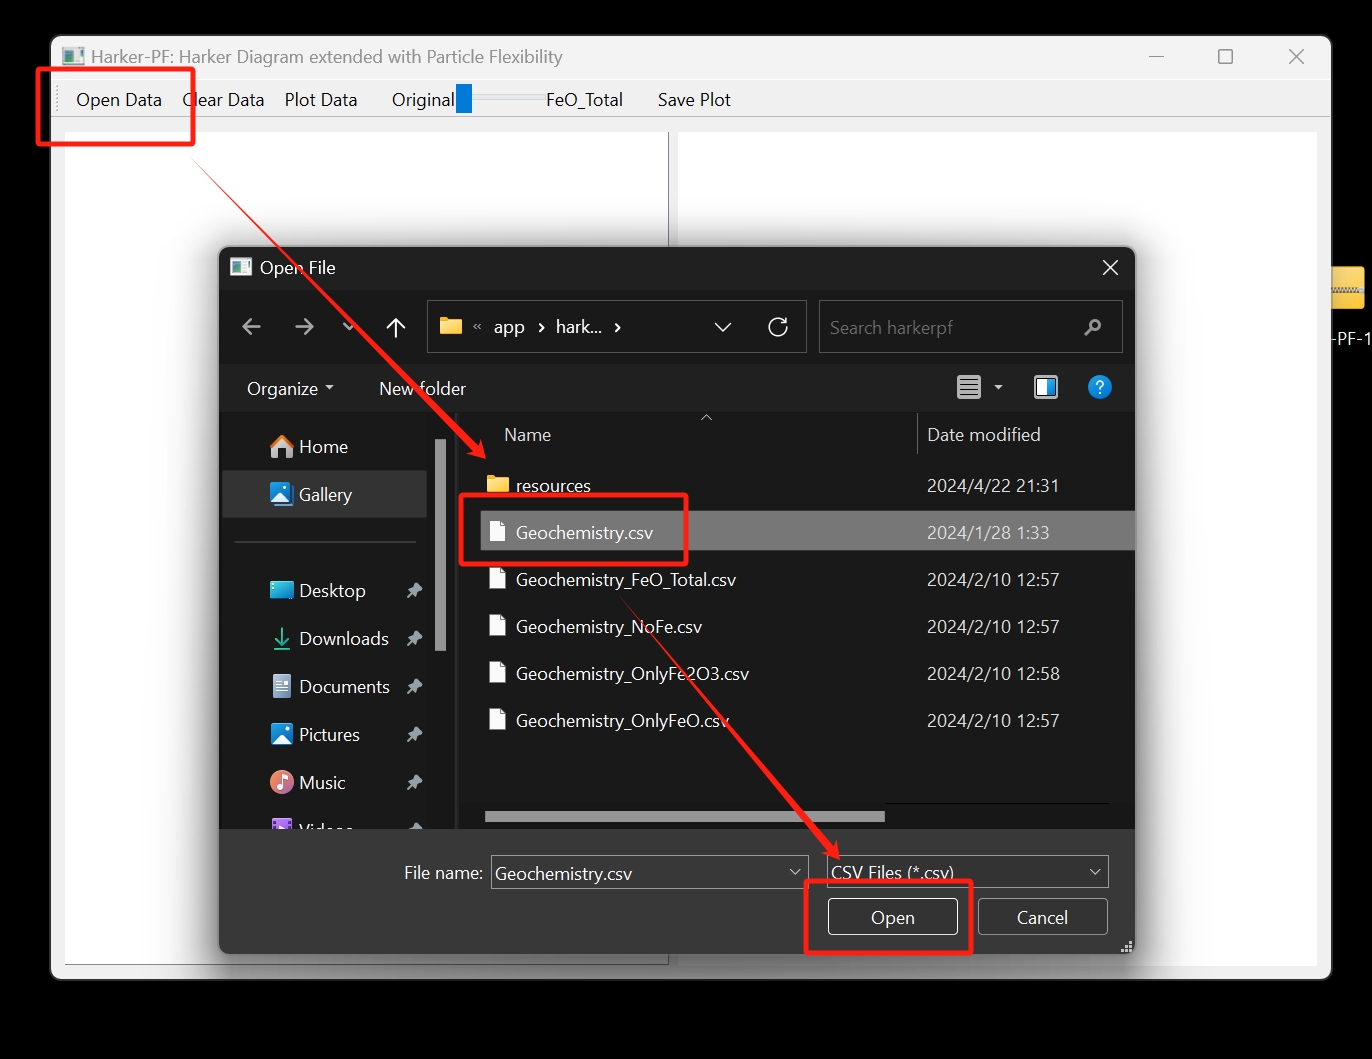 Harker-PF: Harker Diagram extended with Particle Flexibility
Open Data Clear Data Plot Data Original FeO_Total Save Plot
Open File
« app › hark... ›
Search harkerpf
Organize New folder
Name Date modified
Home
Gallery
Desktop
Downloads
Documents
Pictures
Music
Videos
resources 2024/4/22 21:31
Geochemistry.csv 2024/1/28 1:33
Geochemistry_FeO_Total.csv 2024/2/10 12:57
Geochemistry_NoFe.csv 2024/2/10 12:57
Geochemistry_OnlyFe2O3.csv 2024/2/10 12:58
Geochemistry_OnlyFeO.csv 2024/2/10 12:57
File name: Geochemistry.csv CSV Files (*.csv)
Open Cancel
-PF-1